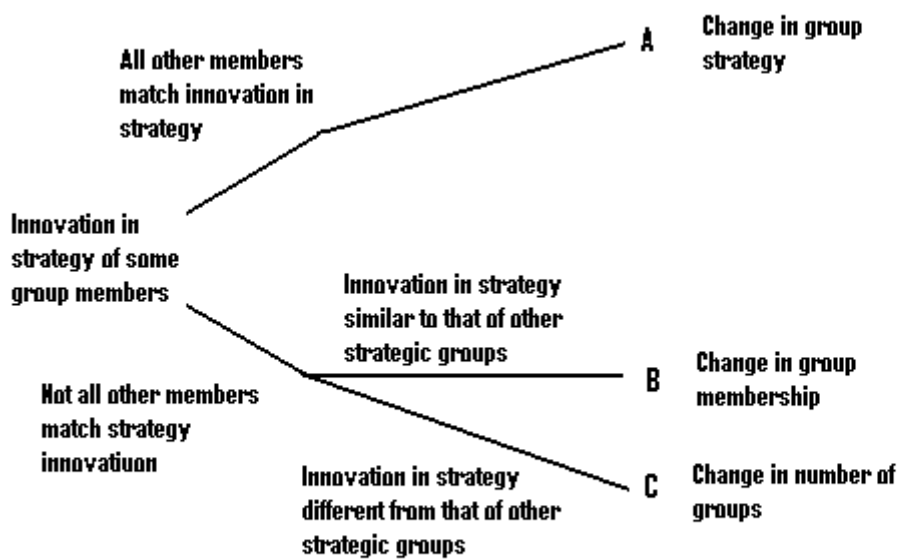 All other members
match innovation in
strategy
A
Change in group
strategy
Innovation in
strategy of some
group members
Innovation in strategy
similar to that of other
strategic groups
B
Change in group
membership
Not all other members
match strategy
innovatiuon
Innovation in strategy
different from that of other
strategic groups
C
Change in number of
groups